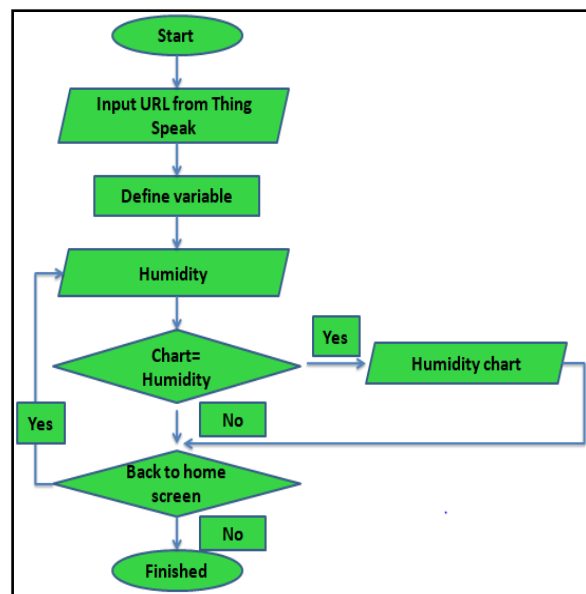 Start
Input URL from Thing
Speak
Define variable
Humidity
Chart=
Humidity
Yes
Humidity chart
No
Yes
Back to home
screen
No
Finished